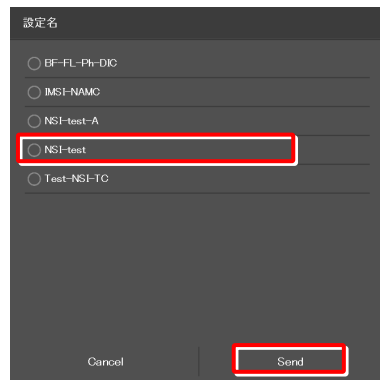 設定名
BF-FL-Ph-DIC
IMSI-NAMC
NSI-test-A
NSI-test
Test-NSI-TC
Cancel
Send